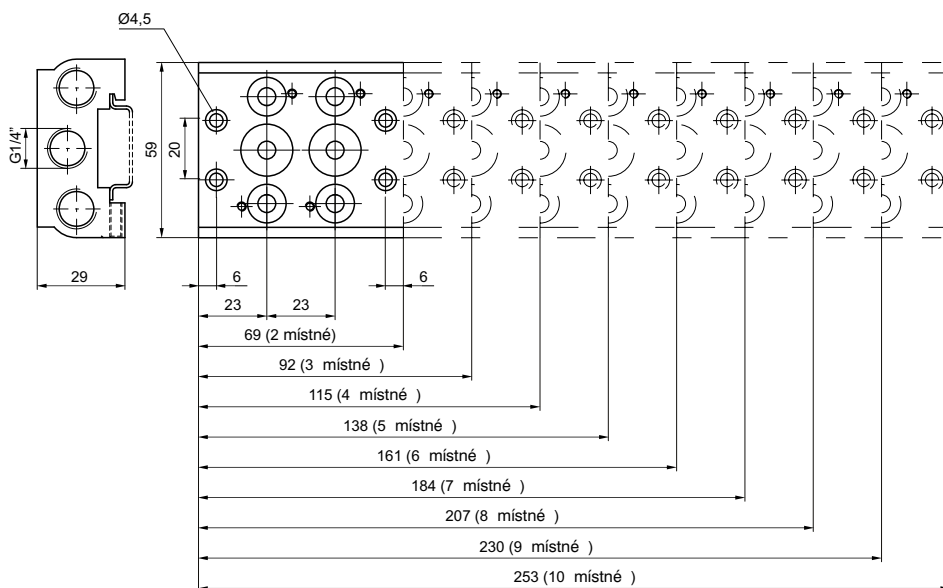 Ø4,5
G1/4"
59
20
29
6
6
23
23
69 (2 místné)
92 (3 místné )
115 (4 místné )
138 (5 místné )
161 (6 místné )
184 (7 místné )
207 (8 místné )
230 (9 místné )
253 (10 místné )